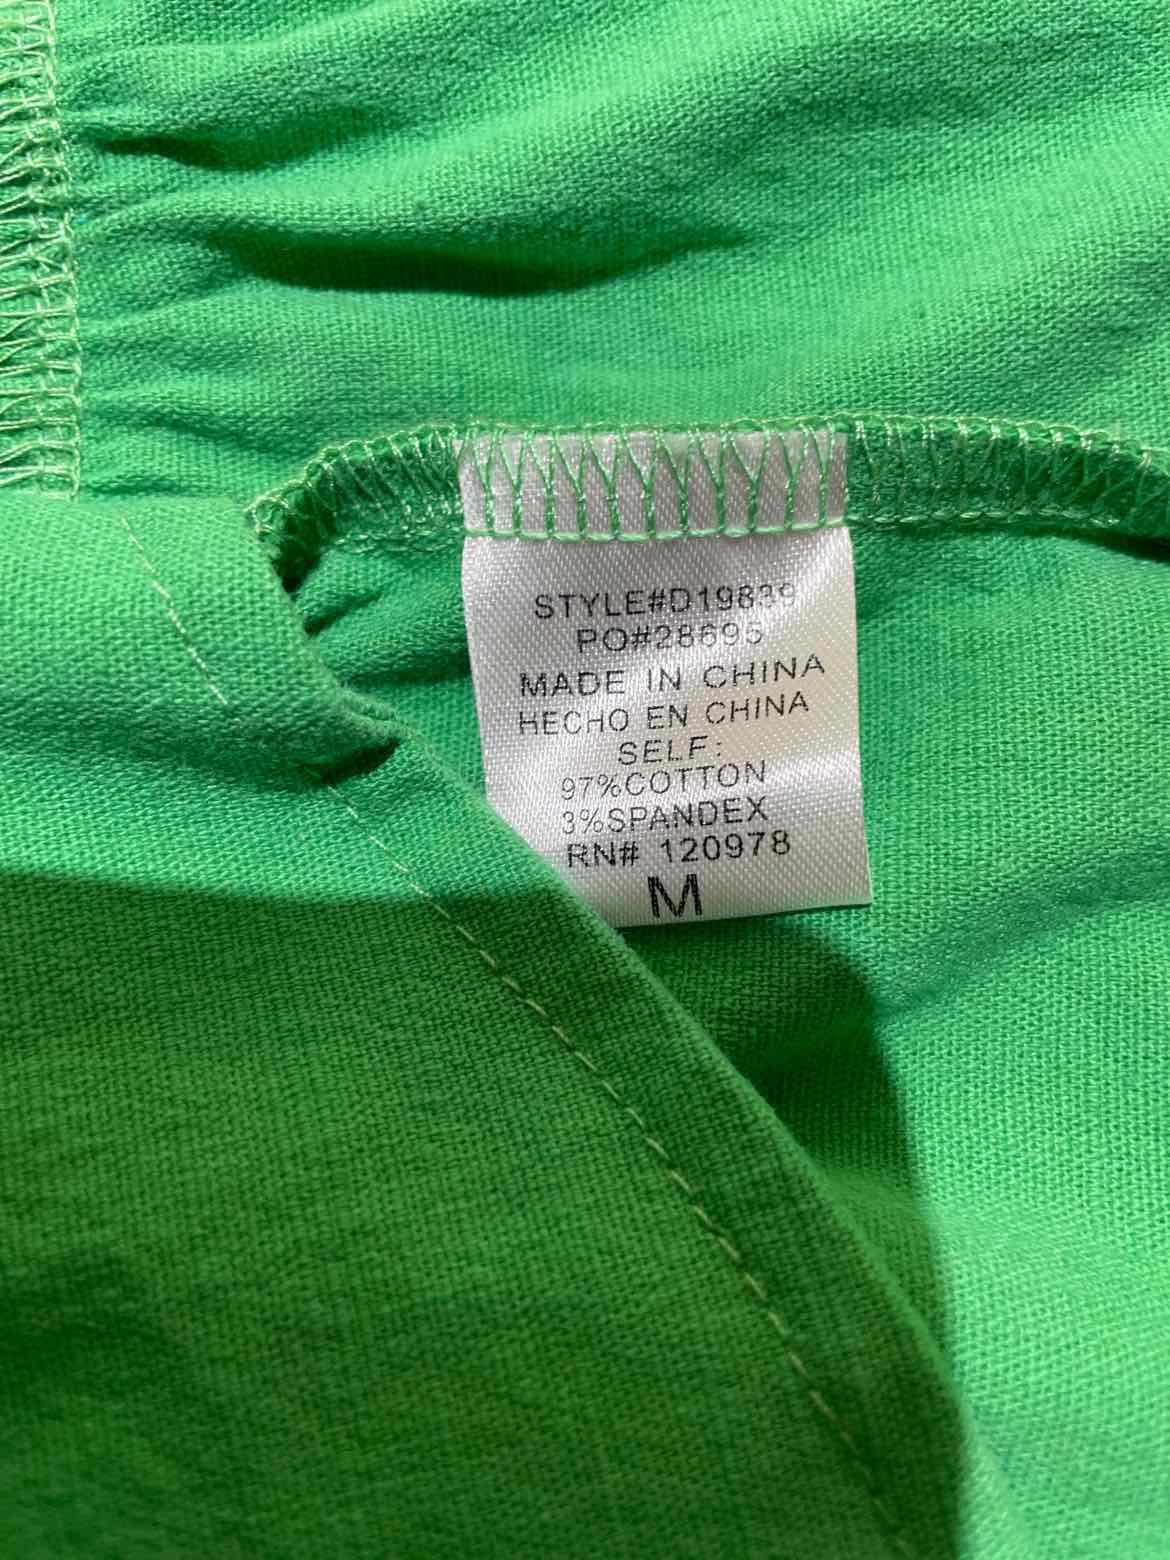 STYLE#D19839
PO#28695
MADE IN CHINA
HECHO EN CHINA
SELF:
97%COTTON
3%SPANDEX
RN# 120978
M